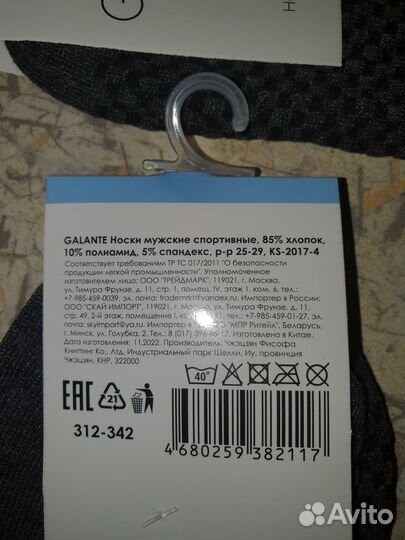 GALANTE Носки мужские спортивные, 85% хлопок,
10% полиамид, 5% спандекс, р-р 25-29, KS-2017-4
Соответствует требованиям ТР ТС 017/2011 "О безопасности
продукции легкой промышленности". Уполномоченное
изготовителем лицо: ООО "ТРЕЙДМАРК", 119021, г. Москва,
ул. Тимура Фрунзе, д. 11, стр. 1, помещ. IV, этаж 1, ком. 6, тел.:
+7-985-459-0039, эл. почта: trademrkt@yandex.ru. Импортер в России:
ООО "СКАЙ ИМПОРТ", 119021, г. Москва, ул. Тимура Фрунзе, д. 11,
стр. 49, 2-й этаж, помещение I, тел.: +7-985-459-01-27, эл.
почта: skyimport@ya.ru. Импортер в Беларусь: "МПР Ритейл", Беларусь,
г. Минск, ул. Голубка, 2. Тел.: 8 (017) Изготовлено в Китае.
Дата изготовления: 11.2022. Производитель: Чжэцзян Фисофа
Книттинг Ко., Лтд, Индустриальный парк Шелли, Иу, провинция
Чжэцзян, КНР, 322000
40°
EAC 21
312-342
4 680259 382117
Avito